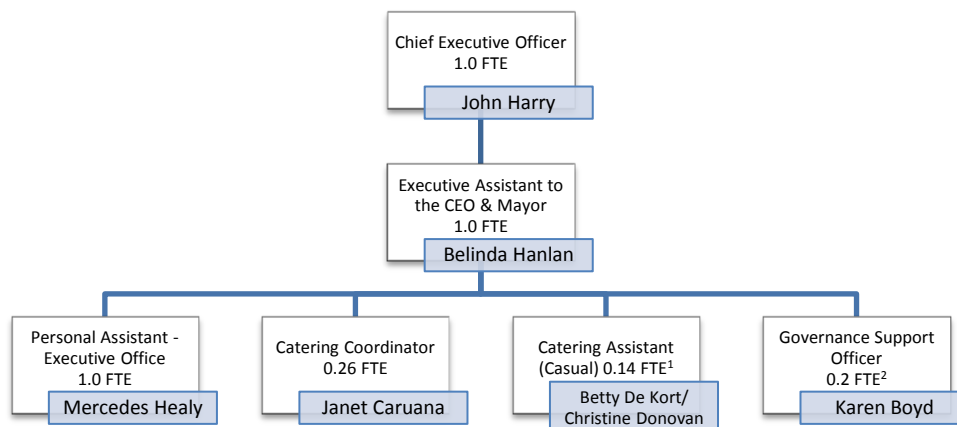 Chief Executive Officer
1.0 FTE
John Harry
Executive Assistant to
the CEO & Mayor
1.0 FTE
Belinda Hanlan
Personal Assistant -
Executive Office
1.0 FTE
Mercedes Healy
Catering Coordinator
0.26 FTE
Janet Caruana
Catering Assistant
(Casual) 0.14 FTE¹
Betty De Kort/
Christine Donovan
Governance Support
Officer
0.2 FTE²
Karen Boyd